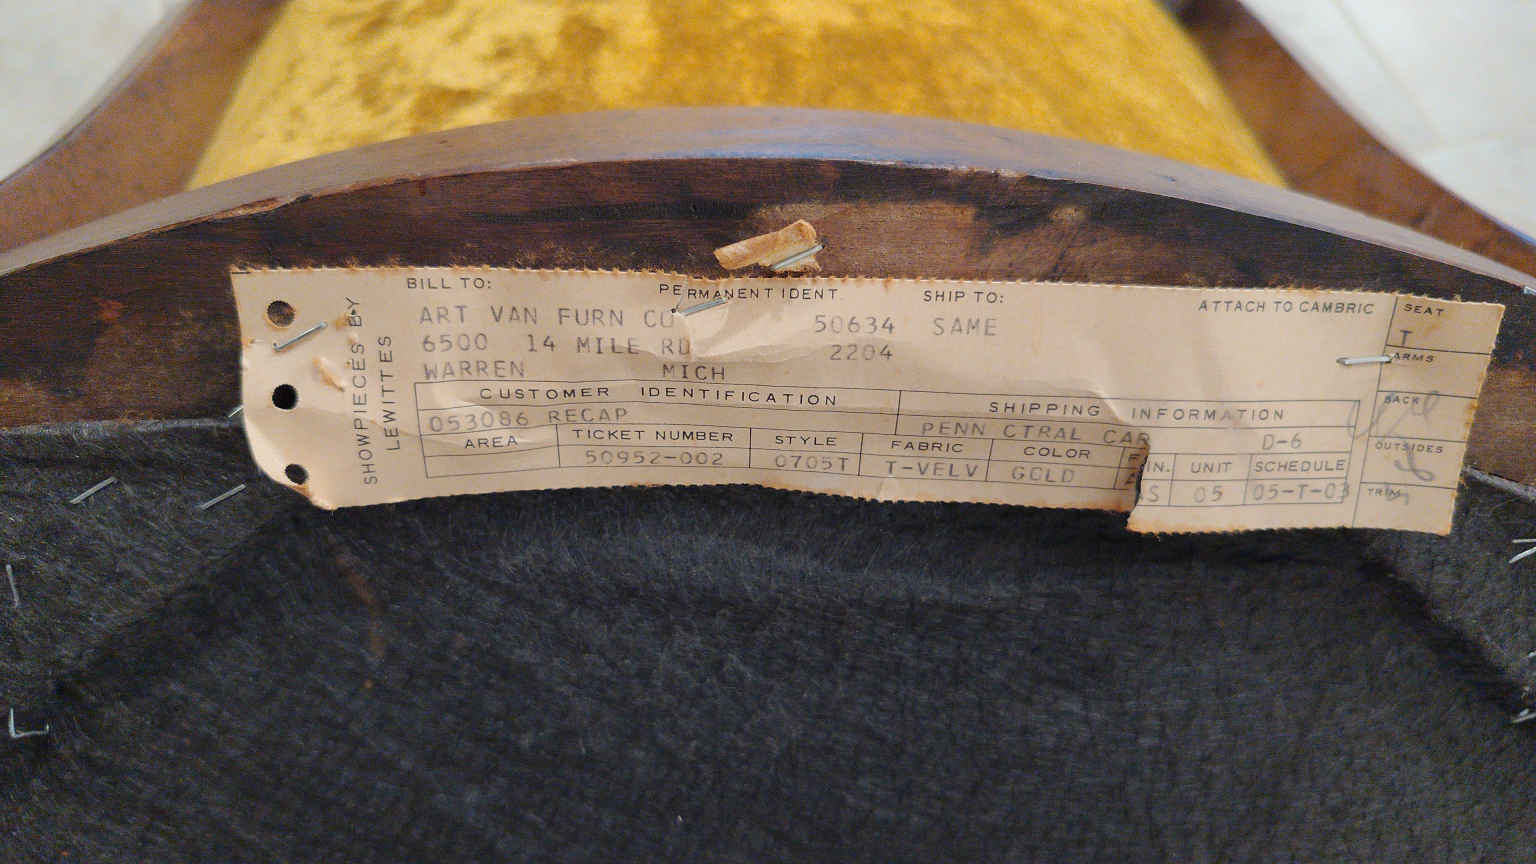 SHOWPIECES BY
LEWITTES
BILL TO:
PERMANENT IDENT.
SHIP TO:
ATTACH TO CAMBRIC
ART VAN FURN CO 50634 SAME
6500 14 MILE RD 2204
WARREN MICH
CUSTOMER IDENTIFICATION
SHIPPING INFORMATION
053086 RECAP
PENN CTRAL CAR D-6
AREA TICKET NUMBER STYLE FABRIC COLOR F IN. UNIT SCHEDULE
50952-002 0705T T-VELV GOLD S 05 05-T-03
SEAT
T
ARMS
BACK
OUTSIDES
TRIM